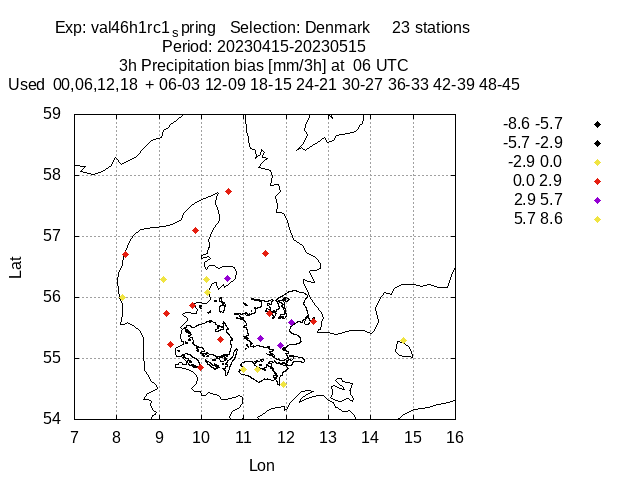 Exp: val46h1rc1spring   Selection: Denmark     23 stations
Period: 20230415-20230515
3h Precipitation bias [mm/3h] at  06 UTC
Used  00,06,12,18  + 06-03 12-09 18-15 24-21 30-27 36-33 42-39 48-45
-8.6 -5.7
-5.7 -2.9
-2.9 0.0
0.0 2.9
2.9 5.7
5.7 8.6
59
58
57
56
55
54
Lat
7 8 9 10 11 12 13 14 15 16
Lon